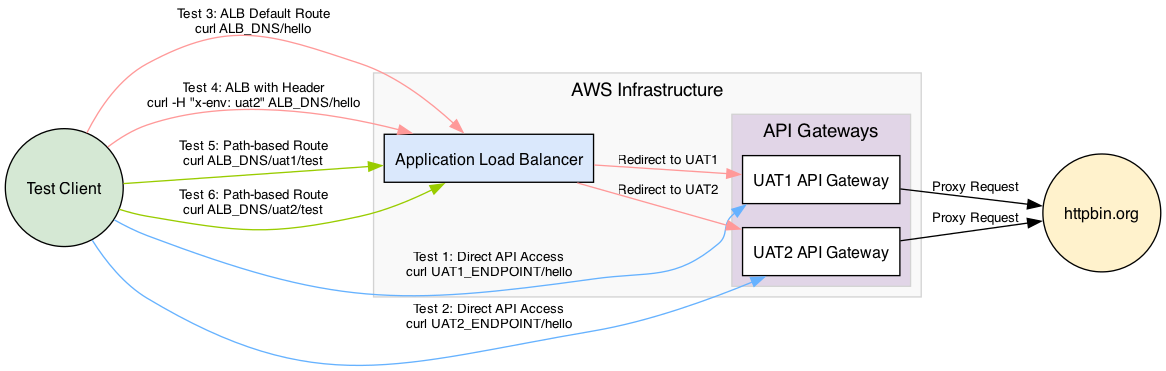 Test 3: ALB Default Route
curl ALB_DNS/hello
Test 4: ALB with Header
curl -H "x-env: uat2" ALB_DNS/hello
Test 5: Path-based Route
curl ALB_DNS/uat1/test
Test 6: Path-based Route
curl ALB_DNS/uat2/test
Test Client
AWS Infrastructure
Application Load Balancer
Redirect to UAT1
Redirect to UAT2
API Gateways
UAT1 API Gateway
UAT2 API Gateway
Proxy Request
Proxy Request
httpbin.org
Test 1: Direct API Access
curl UAT1_ENDPOINT/hello
Test 2: Direct API Access
curl UAT2_ENDPOINT/hello